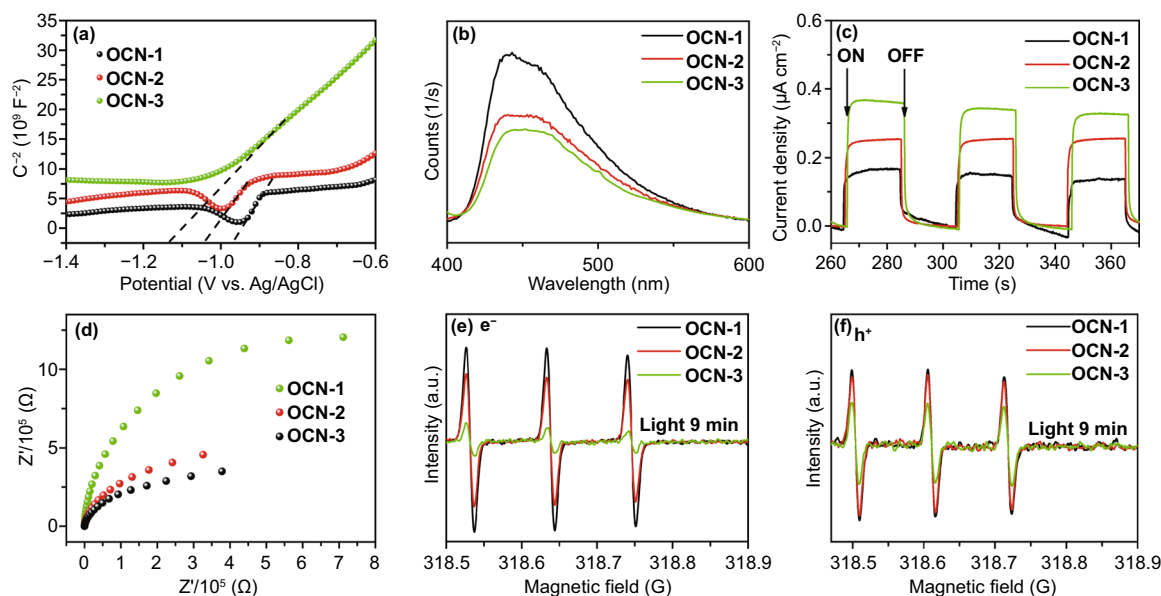 (a)
OCN-1
OCN-2
OCN-3
C⁻² (10⁹ F⁻²)
35
30
25
20
15
10
5
0
−1.4
−1.2
−1.0
−0.8
−0.6
Potential (V vs. Ag/AgCl)
(b)
OCN-1
OCN-2
OCN-3
Counts (1/s)
400
450
500
550
600
Wavelength (nm)
(c)
OCN-1
ON
OFF
OCN-2
OCN-3
Current density (µA cm⁻²)
0.6
0.4
0.2
0.0
260
280
300
320
340
360
Time (s)
(d)
OCN-1
OCN-2
OCN-3
Z'/10⁵ (Ω)
15
10
5
0
0
1
2
3
4
5
6
7
8
Z'/10⁵ (Ω)
(e) e⁻
OCN-1
OCN-2
OCN-3
Light 9 min
Intensity (a.u.)
318.5
318.6
318.7
318.8
318.9
Magnetic field (G)
(f) h⁺
OCN-1
OCN-2
OCN-3
Light 9 min
Intensity (a.u.)
318.5
318.6
318.7
318.8
318.9
Magnetic field (G)